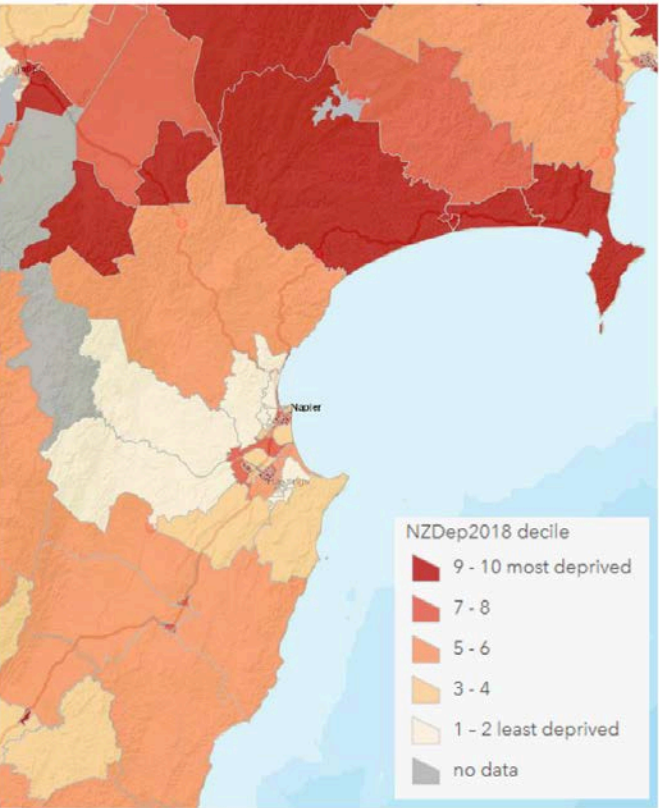 Napier
Hastings
NZDep2018 decile
9 - 10 most deprived
7 - 8
5 - 6
3 - 4
1 - 2 least deprived
no data